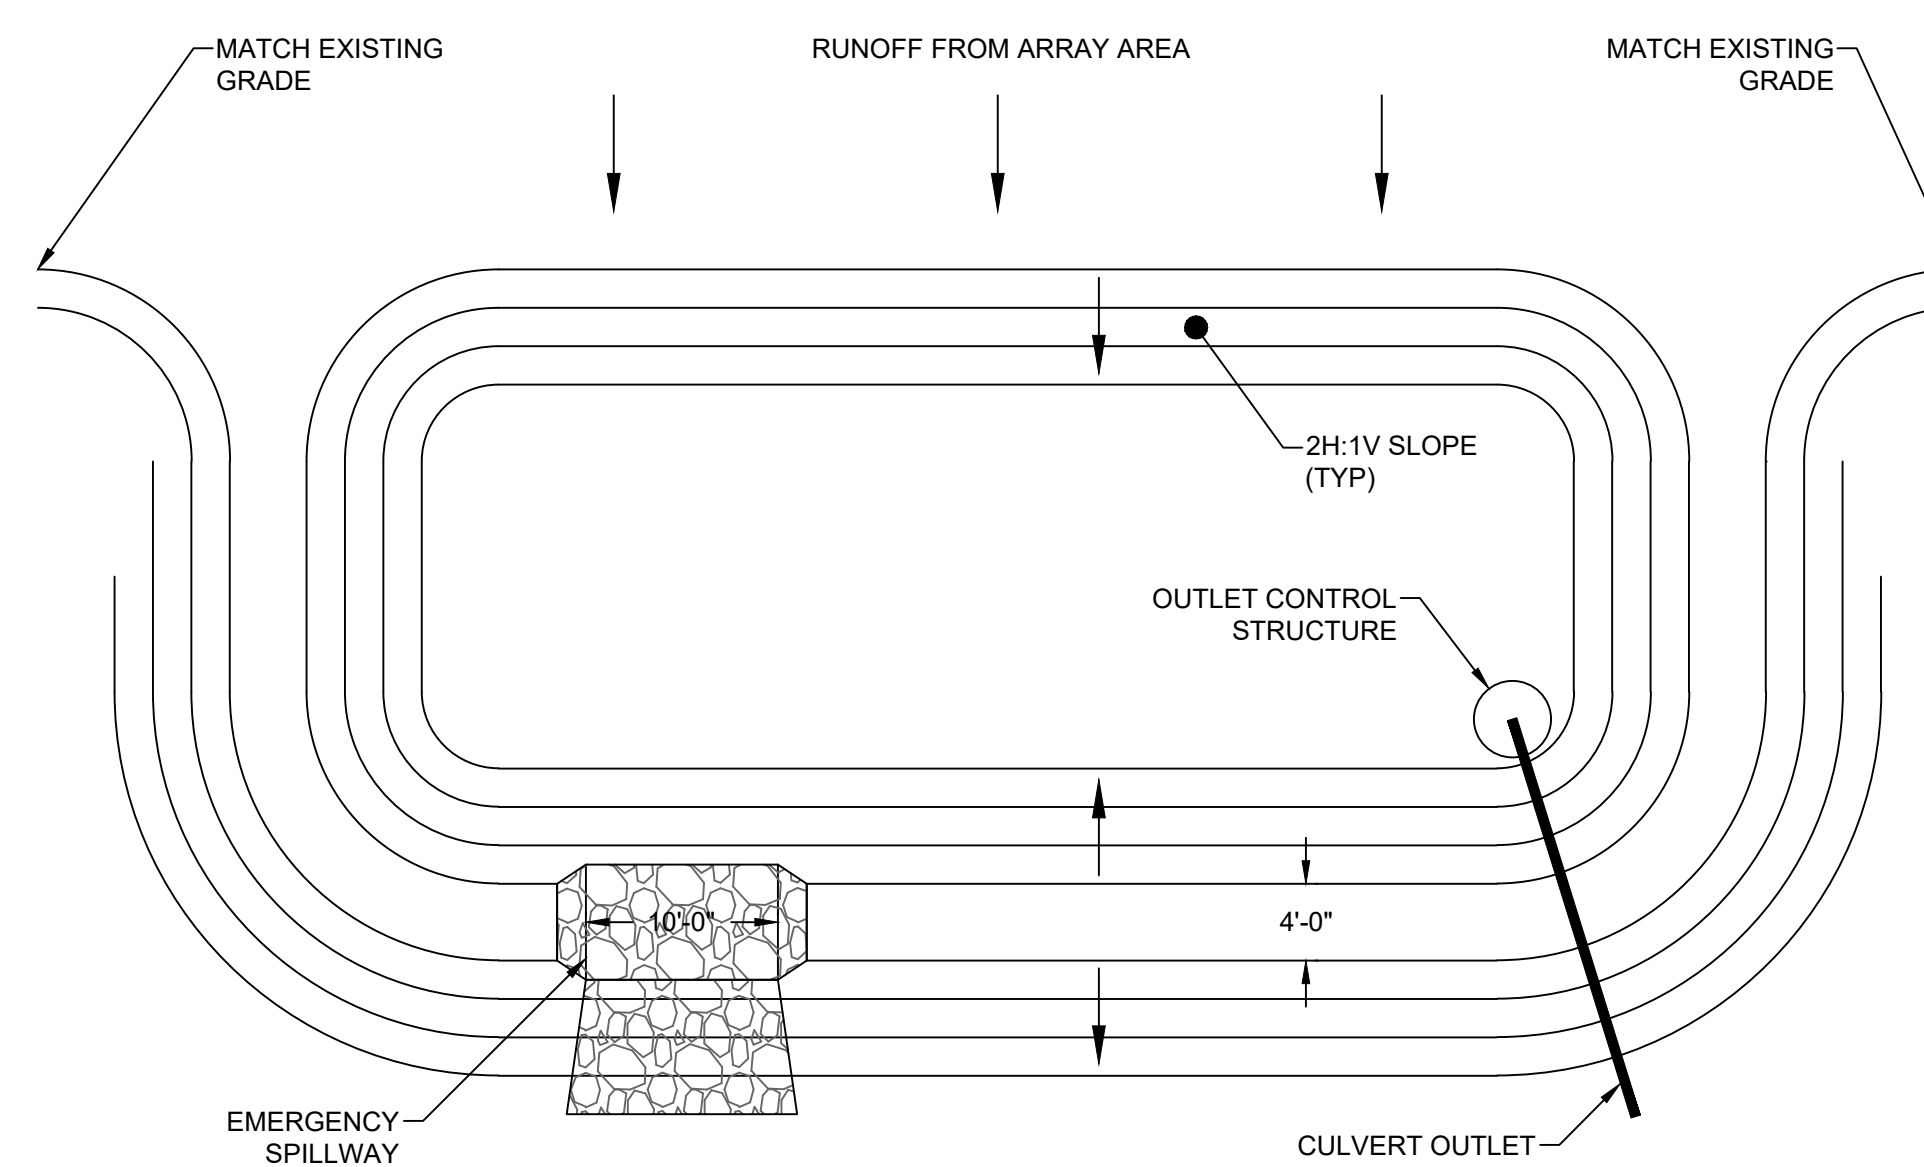 MATCH EXISTING
GRADE
RUNOFF FROM ARRAY AREA
MATCH EXISTING
GRADE
2H:1V SLOPE
(TYP)
OUTLET CONTROL
STRUCTURE
10'-0"
4'-0"
EMERGENCY
SPILLWAY
CULVERT OUTLET